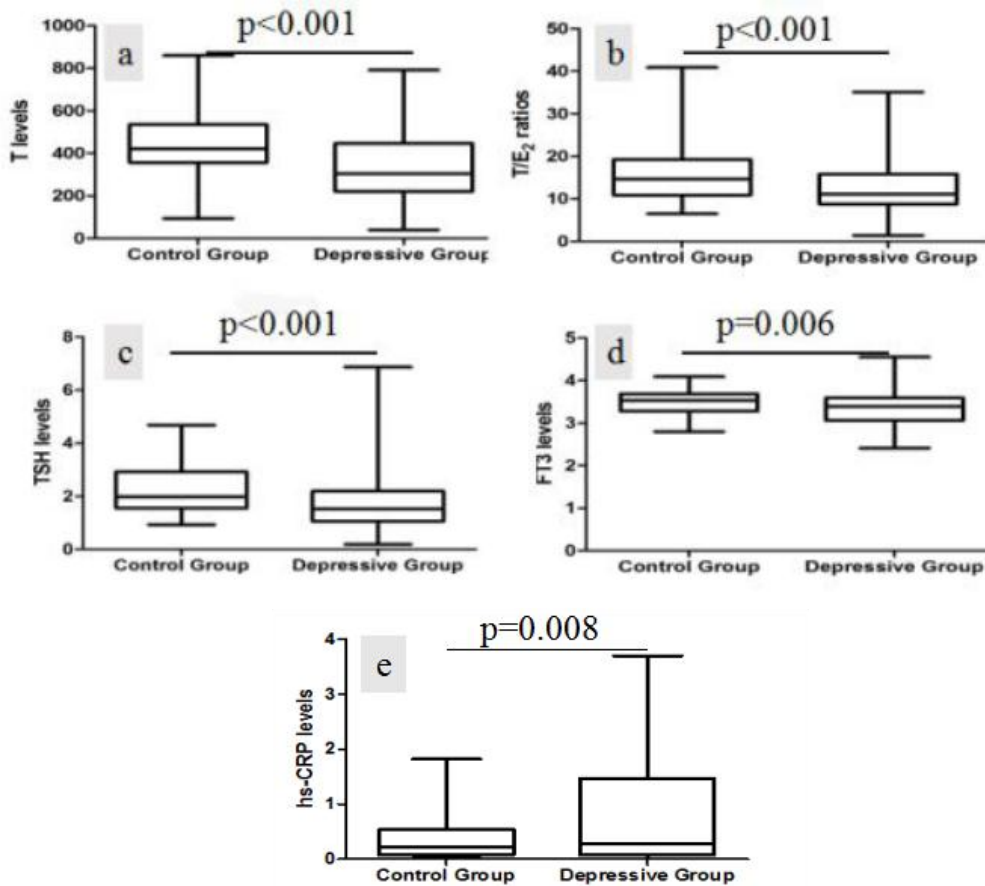 a
p<0.001
1000
800
600
400
200
0
T levels
Control Group
Depressive Group
b
p<0.001
50
40
30
20
10
0
T/E₂ ratios
Control Group
Depressive Group
c
p<0.001
8
6
4
2
0
TSH levels
Control Group
Depressive Group
d
p=0.006
5
4
3
2
1
0
FT3 levels
Control Group
Depressive Group
e
p=0.008
4
3
2
1
0
hs-CRP levels
Control Group
Depressive Group